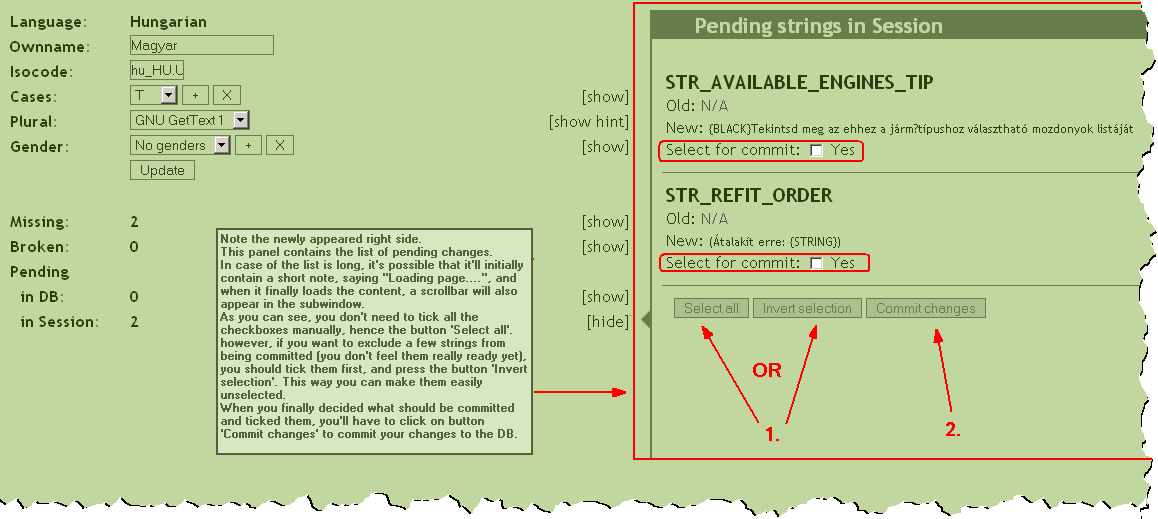 Language: Hungarian
Ownname: Magyar
Isocode: hu_HU.U
Cases: T + X [show]
Plural: GNU GetText 1 [show hint]
Gender: No genders + X [show]
Update
Missing: 2 [show]
Broken: 0 [show]
Pending
in DB: 0 [show]
in Session: 2 [hide]
Note the newly appeared right side.
This panel contains the list of pending changes.
In case of the list is long, it's possible that it'll initially
contain a short note, saying "Loading page....", and
when it finally loads the content, a scrollbar will also
appear in the subwindow.
As you can see, you don't need to tick all the
checkboxes manually, hence the button 'Select all'.
however, if you want to exclude a few strings from
being committed (you don't feel them really ready yet),
you should tick them first, and press the button 'Invert
selection'. This way you can make them easily
unselected.
When you finally decided what should be committed
and ticked them, you'll have to click on button
'Commit changes' to commit your changes to the DB.
Pending strings in Session
STR_AVAILABLE_ENGINES_TIP
Old: N/A
New: {BLACK}Tekintsd meg az ehhez a járm?típushoz választható mozdonyok listáját
Select for commit: Yes
STR_REFIT_ORDER
Old: N/A
New: (Átalakít erre: {STRING})
Select for commit: Yes
Select all Invert selection Commit changes
OR
1. 2.